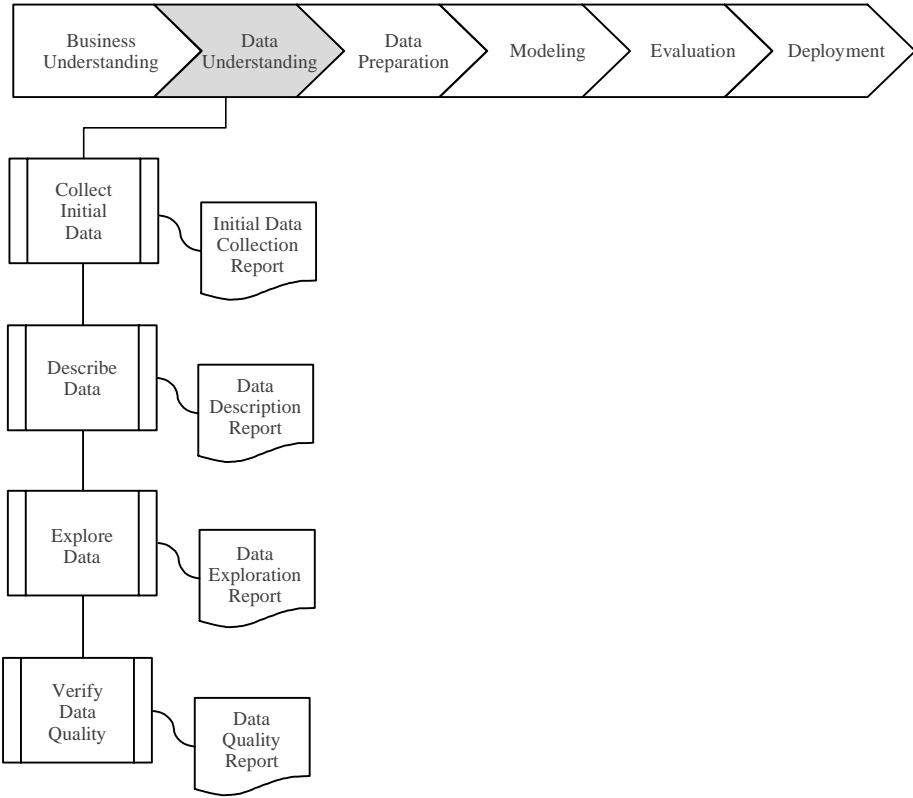 Business
Understanding
Data
Understanding
Data
Preparation
Modeling
Evaluation
Deployment
Collect
Initial
Data
Initial Data
Collection
Report
Describe
Data
Data
Description
Report
Explore
Data
Data
Exploration
Report
Verify
Data
Quality
Data
Quality
Report